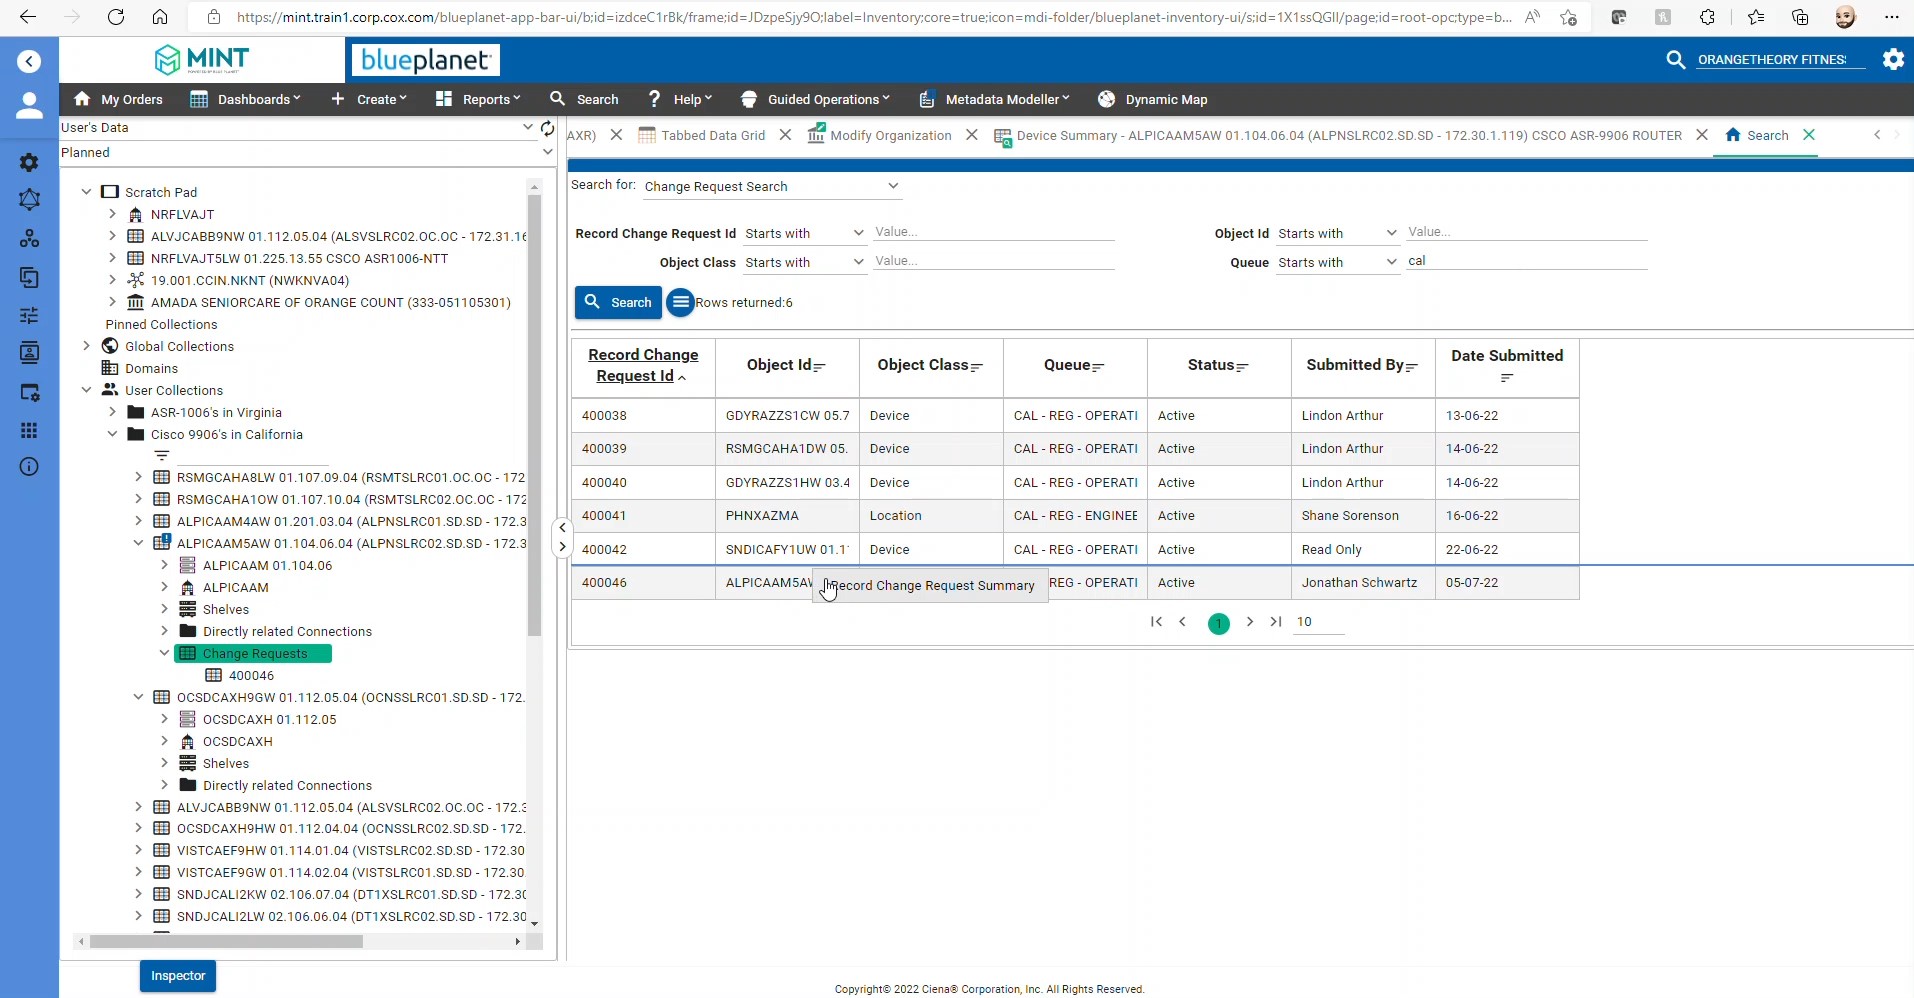 https://mint.train1.corp.cox.com/blueplanet-app-bar-ui/b;id=izdceC1rBk/frame;id=JDzpeSjy9O;label=Inventory;core=true;icon=mdi-folder/blueplanet-inventory-ui/s;id=1X1ssQGlI/page;id=root-opc;type=b...
MINT
blueplanet
ORANGETHEORY FITNES
My Orders Dashboards Create Reports Search Help Guided Operations Metadata Modeller Dynamic Map
User's Data
Planned
AXR) Tabbed Data Grid Modify Organization Device Summary - ALPICAAM5AW 01.104.06.04 (ALPNSLRC02.SD.SD - 172.30.1.119) CSCO ASR-9906 ROUTER Search
Scratch Pad
NRFLVAJT
ALVJCABB9NW 01.112.05.04 (ALSVSLRC02.OC.OC - 172.31.16
NRFLVAJT5LW 01.225.13.55 CSCO ASR1006-NTT
19.001.CCIN.NKNT (NWKNVA04)
AMADA SENIORCARE OF ORANGE COUNT (333-051105301)
Pinned Collections
Global Collections
Domains
User Collections
ASR-1006's in Virginia
Cisco 9906's in California
RSMGCAHA8LW 01.107.09.04 (RSMTSLRC01.OC.OC - 172
RSMGCAHA1OW 01.107.10.04 (RSMTSLRC02.OC.OC - 172
ALPICAAM4AW 01.201.03.04 (ALPNSLRC01.SD.SD - 172.3
ALPICAAM5AW 01.104.06.04 (ALPNSLRC02.SD.SD - 172.3
ALPICAAM 01.104.06
ALPICAAM
Shelves
Directly related Connections
Change Requests
400046
OCSDCAXH9GW 01.112.05.04 (OCNSSLRC01.SD.SD - 172.
OCSDCAXH 01.112.05
OCSDCAXH
Shelves
Directly related Connections
ALVJCABB9NW 01.112.05.04 (ALSVSLRC02.OC.OC - 172.3
OCSDCAXH9HW 01.112.04.04 (OCNSSLRC02.SD.SD - 172.
VISTCAEF9HW 01.114.01.04 (VISTSLRC02.SD.SD - 172.30
VISTCAEF9GW 01.114.02.04 (VISTSLRC01.SD.SD - 172.30.
SNDJCALI2KW 02.106.07.04 (DT1XSLRC01.SD.SD - 172.30
SNDJCALI2LW 02.106.06.04 (DT1XSLRC02.SD.SD - 172.30
Inspector
Search for: Change Request Search
Record Change Request Id Starts with Value... Object Id Starts with Value...
Object Class Starts with Value... Queue Starts with cal
Search Rows returned:6
Record Change Request Id Object Id Object Class Queue Status Submitted By Date Submitted
400038 GDYRAZZS1CW 05.7 Device CAL - REG - OPERATI Active Lindon Arthur 13-06-22
400039 RSMGCAHA1DW 05. Device CAL - REG - OPERATI Active Lindon Arthur 14-06-22
400040 GDYRAZZS1HW 03.4 Device CAL - REG - OPERATI Active Lindon Arthur 14-06-22
400041 PHNXAZMA Location CAL - REG - ENGINEE Active Shane Sorenson 16-06-22
400042 SNDICAFY1UW 01.1 Device CAL - REG - OPERATI Active Read Only 22-06-22
400046 ALPICAAM5AW Record Change Request Summary REG - OPERATI Active Jonathan Schwartz 05-07-22
1 10
Copyright© 2022 Ciena® Corporation, Inc. All Rights Reserved.